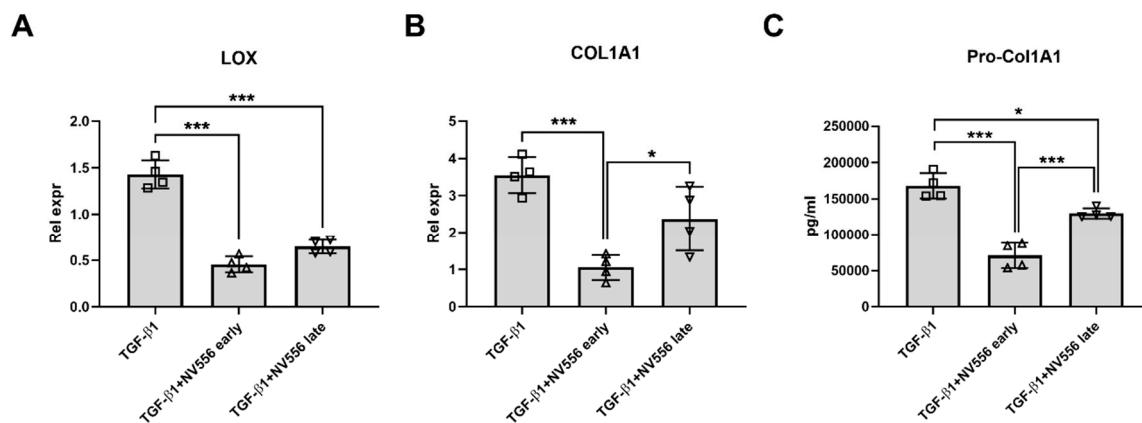 A
LOX
Rel expr
2.0
1.5
1.0
0.5
0.0
***
***
TGF-β1
TGF-β1+NV556 early
TGF-β1+NV556 late
B
COL1A1
Rel expr
5
4
3
2
1
0
***
*
TGF-β1
TGF-β1+NV556 early
TGF-β1+NV556 late
C
Pro-Col1A1
pg/ml
250000
200000
150000
100000
50000
0
*
***
***
TGF-β1
TGF-β1+NV556 early
TGF-β1+NV556 late